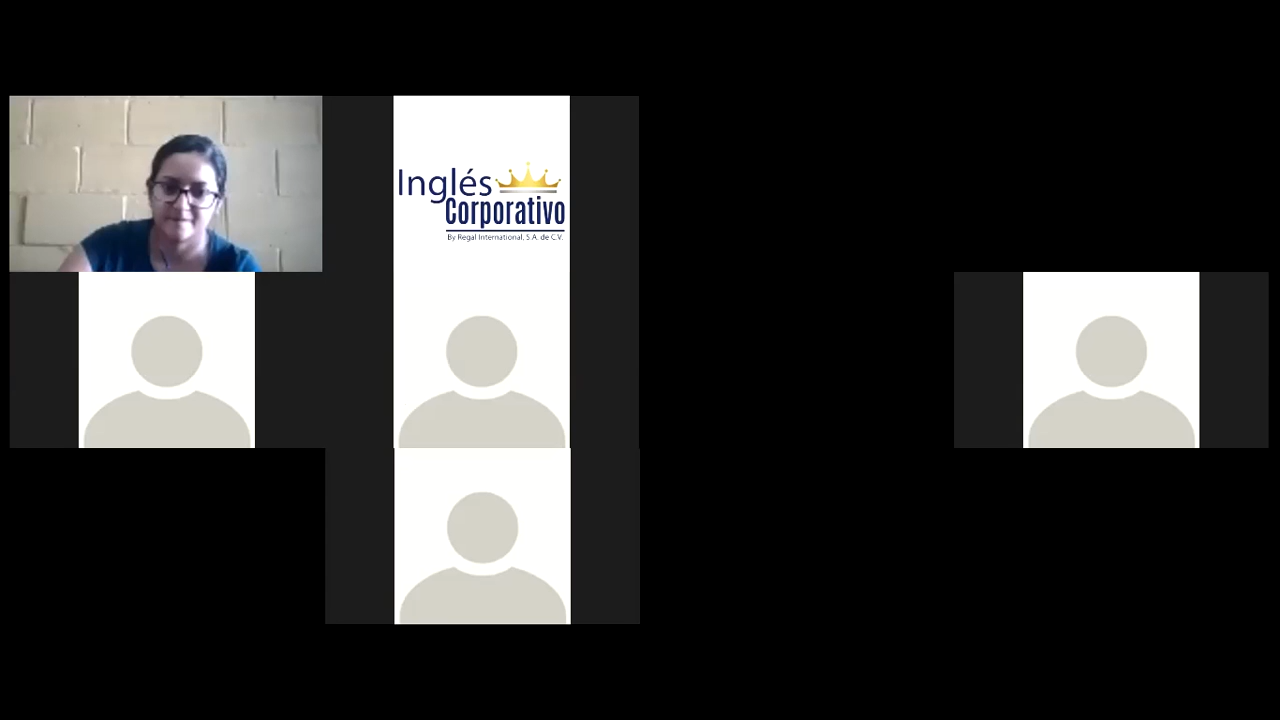 Inglés
Corporativo
By Regal International, S.A. de C.V.